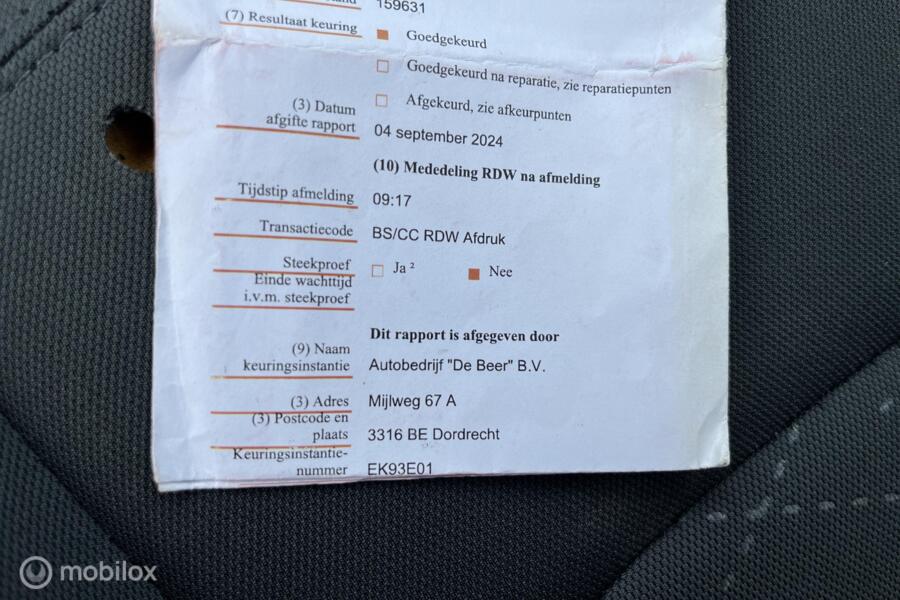 159631
(7) Resultaat keuring
Goedgekeurd
Goedgekeurd na reparatie, zie reparatiepunten
Afgekeurd, zie afkeurpunten
(3) Datum
afgifte rapport
04 september 2024
(10) Mededeling RDW na afmelding
Tijdstip afmelding
09:17
Transactiecode
BS/CC RDW Afdruk
Steekproef
Ja ²
Nee
Einde wachttijd
i.v.m. steekproef
Dit rapport is afgegeven door
(9) Naam
keuringsinstantie
Autobedrijf "De Beer" B.V.
(3) Adres
Mijlweg 67 A
(3) Postcode en
plaats
3316 BE Dordrecht
Keuringsinstantie-
nummer
EK93E01
mobilox